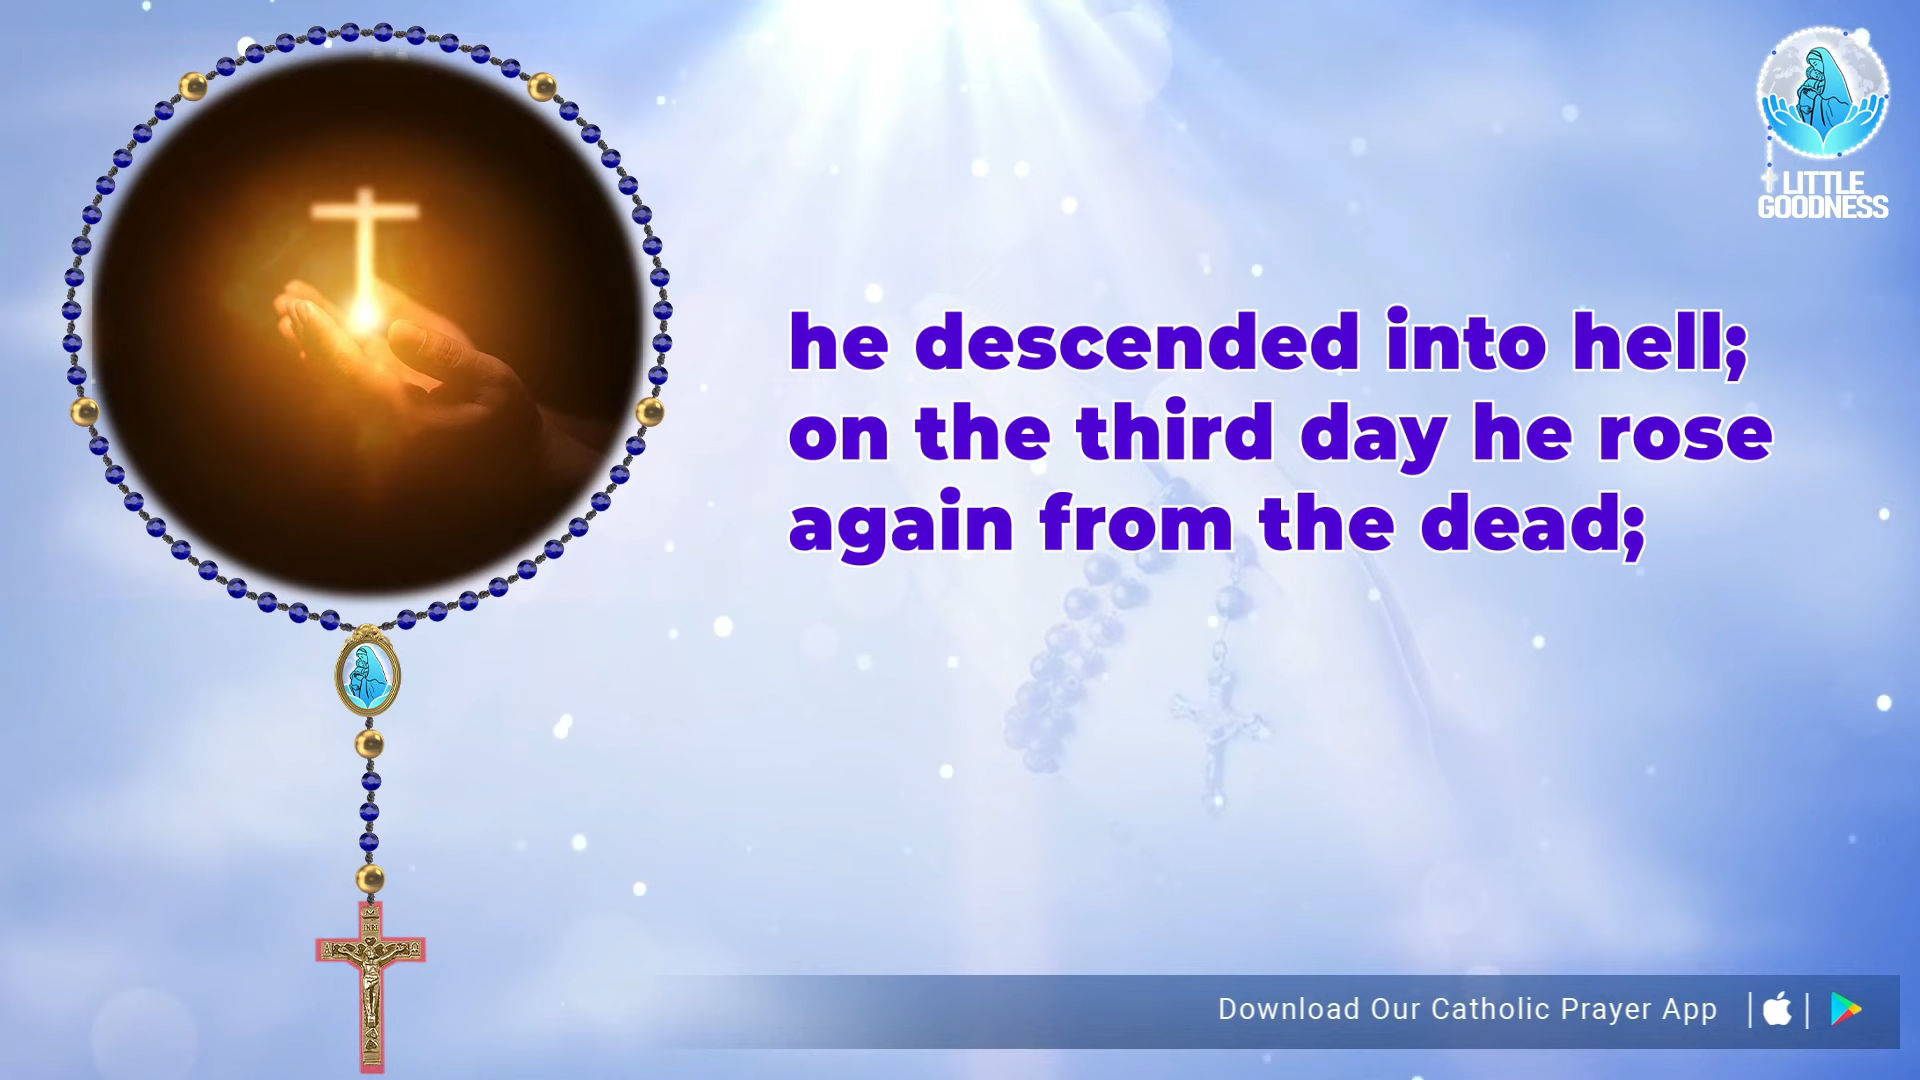 LITTLE
GOODNESS
he descended into hell;
on the third day he rose
again from the dead;
INRI
A Ω
Download Our Catholic Prayer App